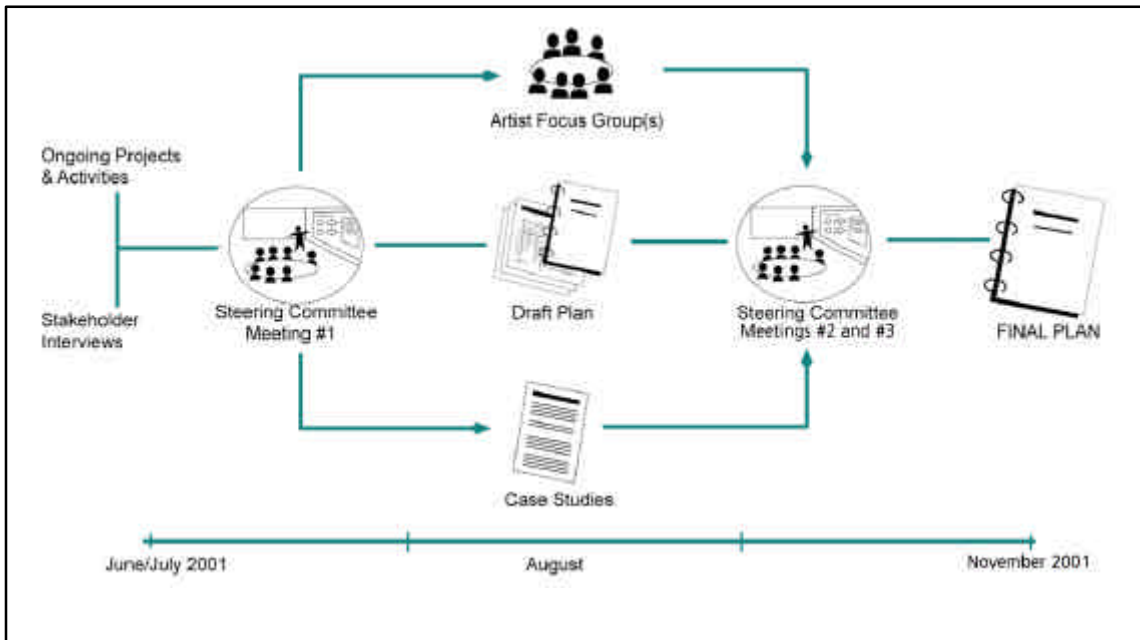 Artist Focus Group(s)
Ongoing Projects
& Activities
Stakeholder
Interviews
Steering Committee
Meeting #1
Draft Plan
Steering Committee
Meetings #2 and #3
FINAL PLAN
Case Studies
June/July 2001
August
November 2001